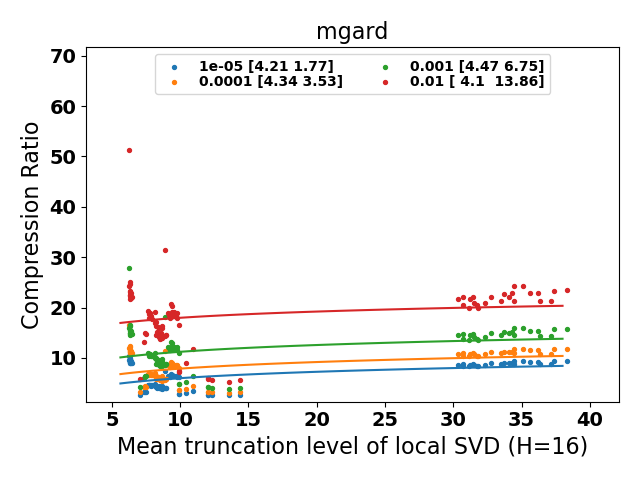 mgard
1e-05 [4.21 1.77]
0.0001 [4.34 3.53]
0.001 [4.47 6.75]
0.01 [ 4.1  13.86]
Compression Ratio
70
60
50
40
30
20
10
5 10 15 20 25 30 35 40
Mean truncation level of local SVD (H=16)